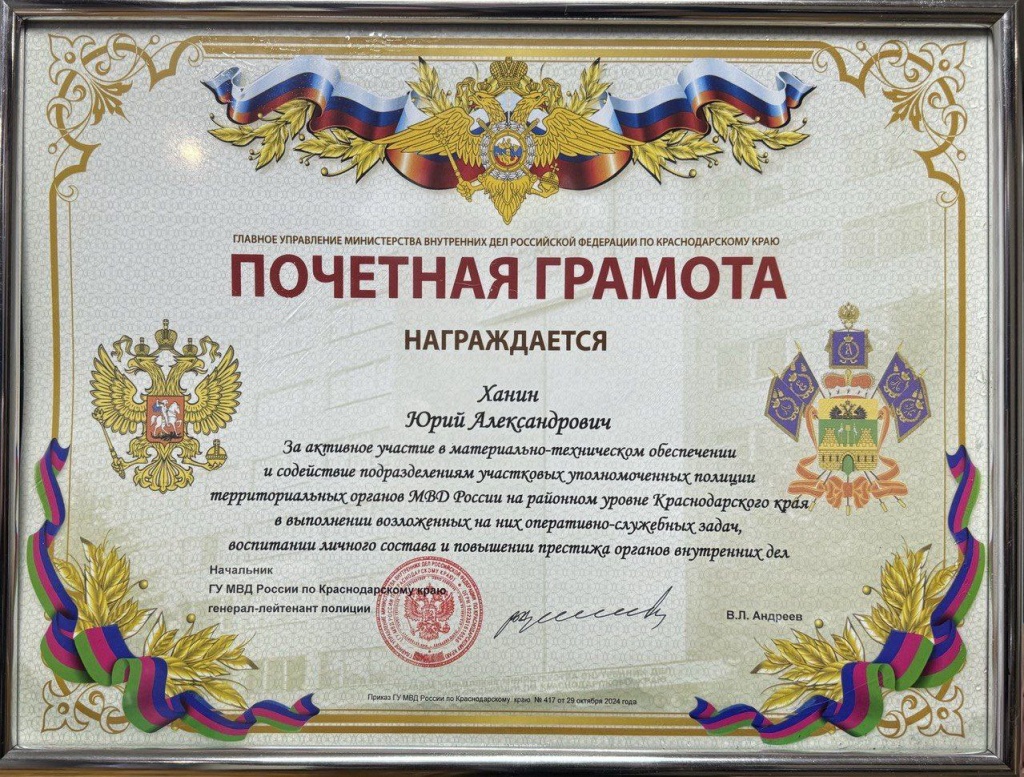 ГЛАВНОЕ УПРАВЛЕНИЕ МИНИСТЕРСТВА ВНУТРЕННИХ ДЕЛ РОССИЙСКОЙ ФЕДЕРАЦИИ ПО КРАСНОДАРСКОМУ КРАЮ
ПОЧЕТНАЯ ГРАМОТА
НАГРАЖДАЕТСЯ
Ханин
Юрий Александрович
За активное участие в материально-техническом обеспечении
и содействие подразделениям участковых уполномоченных полиции
территориальных органов МВД России на районном уровне Краснодарского края
в выполнении возложенных на них оперативно-служебных задач,
воспитании личного состава и повышении престижа органов внутренних дел
Начальник
ГУ МВД России по Краснодарскому краю
генерал-лейтенант полиции
В.Л. Андреев
Приказ ГУ МВД России по Краснодарскому краю № 417 от 29 октября 2024 года